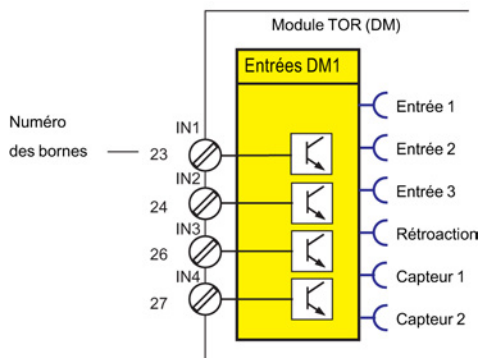 Module TOR (DM)
Entrées DM1
Numéro
des bornes
IN1
23
IN2
24
IN3
26
IN4
27
Entrée 1
Entrée 2
Entrée 3
Rétroaction
Capteur 1
Capteur 2